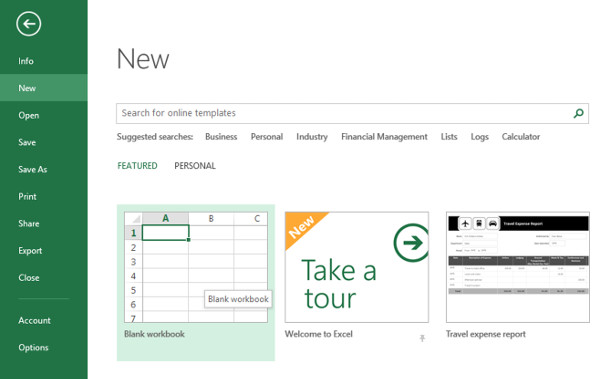 Info
New
Open
Save
Save As
Print
Share
Export
Close
Account
Options
New
Search for online templates
Suggested searches: Business Personal Industry Financial Management Lists Logs Calculator
FEATURED PERSONAL
A B C
1
2
3
4
5
6
7
Blank workbook
Blank workbook
New
Take a
tour
Welcome to Excel
Travel Expense Report
Travel expense report